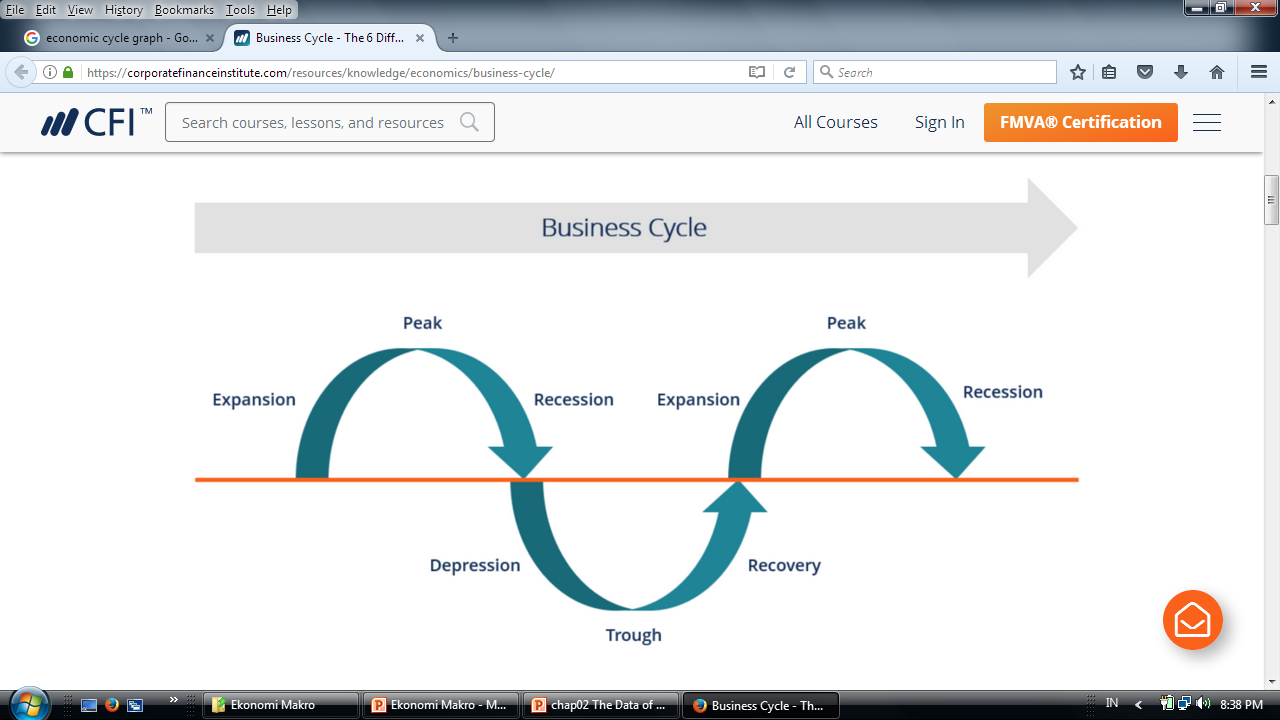 File Edit View History Bookmarks Tools Help
economic cycle graph - Go... Business Cycle - The 6 Diff...
https://corporatefinanceinstitute.com/resources/knowledge/economics/business-cycle/ Search
CFI™ Search courses, lessons, and resources All Courses Sign In FMVA® Certification
Business Cycle
Peak Peak
Expansion Recession Expansion Recession
Depression Recovery
Trough
Ekonomi Makro Ekonomi Makro - M... chap02 The Data of ... Business Cycle - Th... IN 8:38 PM